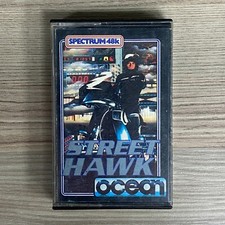 SPECTRUM 48k
STREET
HAWK
ocean